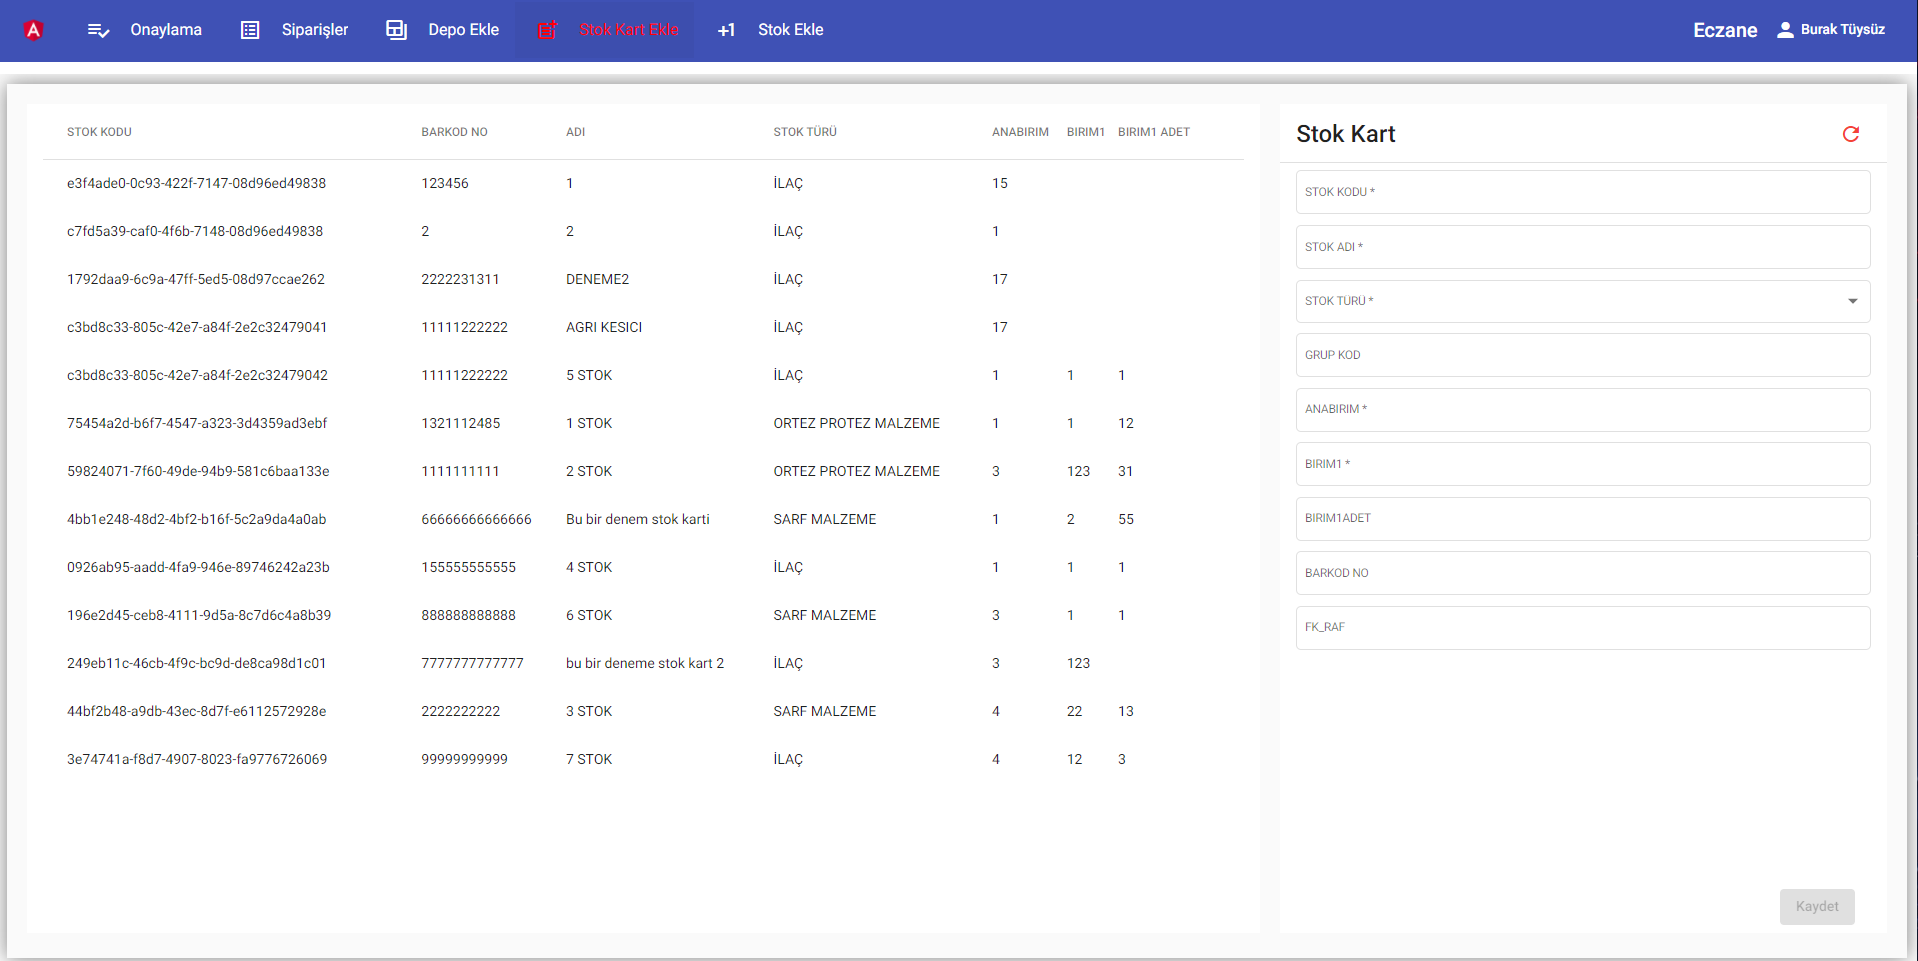 A Onaylama Siparişler Depo Ekle Stok Kart Ekle +1 Stok Ekle Eczane Burak Tüysüz
STOK KODU BARKOD NO ADI STOK TÜRÜ ANABIRIM BIRIM1 BIRIM1 ADET
e3f4ade0-0c93-422f-7147-08d96ed49838 123456 1 İLAÇ 15
c7fd5a39-caf0-4f6b-7148-08d96ed49838 2 2 İLAÇ 1
1792daa9-6c9a-47ff-5ed5-08d97ccae262 2222231311 DENEME2 İLAÇ 17
c3bd8c33-805c-42e7-a84f-2e2c32479041 11111222222 AGRI KESICI İLAÇ 17
c3bd8c33-805c-42e7-a84f-2e2c32479042 11111222222 5 STOK İLAÇ 1 1 1
75454a2d-b6f7-4547-a323-3d4359ad3ebf 1321112485 1 STOK ORTEZ PROTEZ MALZEME 1 1 12
59824071-7f60-49de-94b9-581c6baa133e 1111111111 2 STOK ORTEZ PROTEZ MALZEME 3 123 31
4bb1e248-48d2-4bf2-b16f-5c2a9da4a0ab 66666666666666 Bu bir denem stok karti SARF MALZEME 1 2 55
0926ab95-aadd-4fa9-946e-89746242a23b 155555555555 4 STOK İLAÇ 1 1 1
196e2d45-ceb8-4111-9d5a-8c7d6c4a8b39 888888888888 6 STOK SARF MALZEME 3 1 1
249eb11c-46cb-4f9c-bc9d-de8ca98d1c01 7777777777777 bu bir deneme stok kart 2 İLAÇ 3 123
44bf2b48-a9db-43ec-8d7f-e6112572928e 2222222222 3 STOK SARF MALZEME 4 22 13
3e74741a-f8d7-4907-8023-fa9776726069 99999999999 7 STOK İLAÇ 4 12 3
Stok Kart
STOK KODU *
STOK ADI *
STOK TÜRÜ *
GRUP KOD
ANABIRIM *
BIRIM1 *
BIRIM1ADET
BARKOD NO
FK_RAF
Kaydet